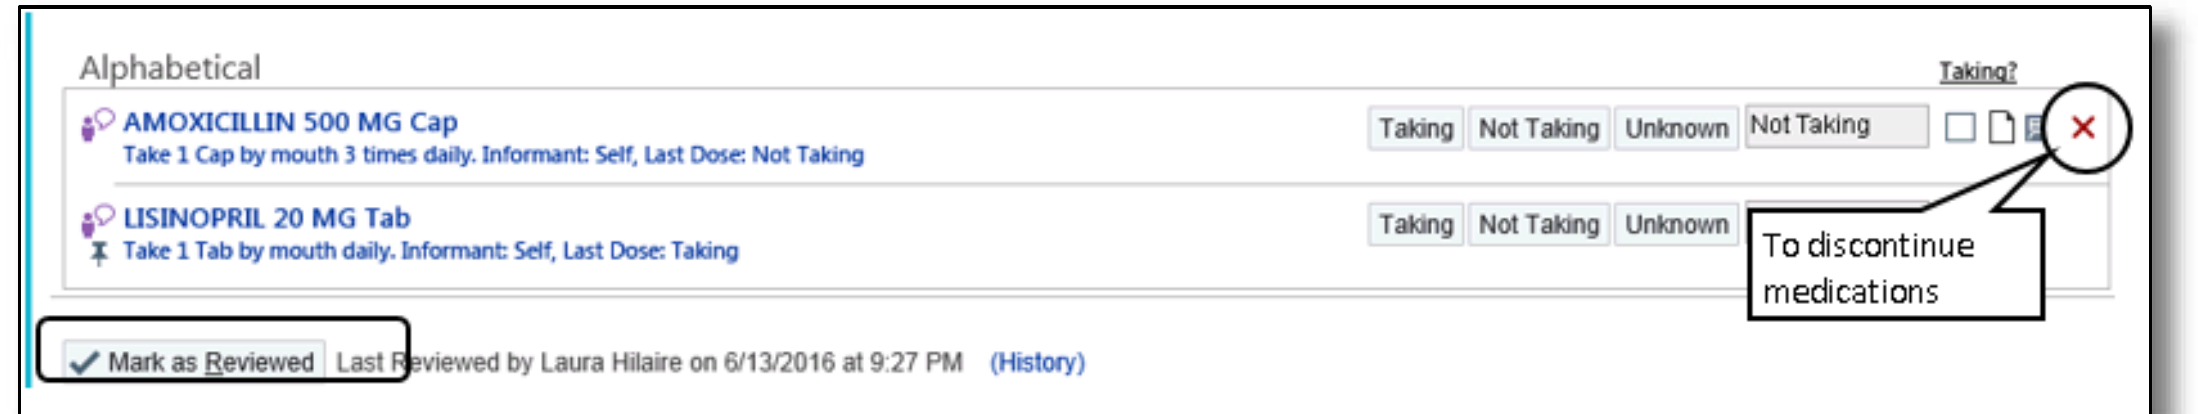 Alphabetical
Taking?
AMOXICILLIN 500 MG Cap
Take 1 Cap by mouth 3 times daily. Informant: Self, Last Dose: Not Taking
Taking Not Taking Unknown Not Taking
LISINOPRIL 20 MG Tab
Take 1 Tab by mouth daily. Informant: Self, Last Dose: Taking
Taking Not Taking Unknown
To discontinue
medications
Mark as Reviewed Last Reviewed by Laura Hilaire on 6/13/2016 at 9:27 PM (History)